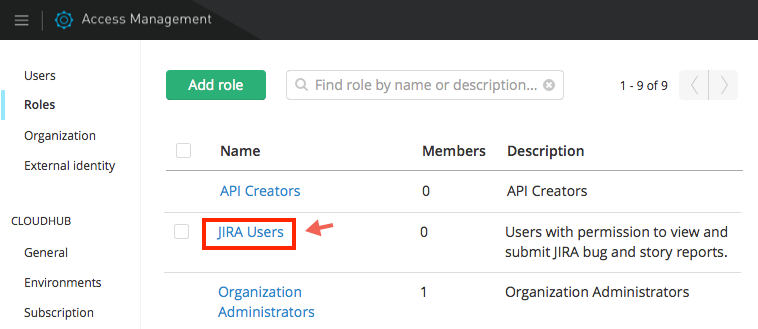 Access Management
Users
Roles
Organization
External identity
CLOUDHUB
General
Environments
Subscription
Add role
Find role by name or description...
1 - 9 of 9
Name Members Description
API Creators 0 API Creators
JIRA Users 0 Users with permission to view and
submit JIRA bug and story reports.
Organization 1 Organization Administrators
Administrators